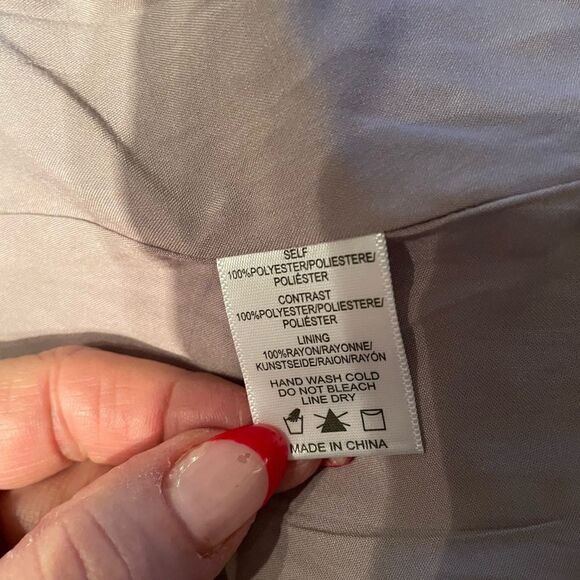 SELF
100%POLYESTER/POLIESTERE/
POLIÉSTER
CONTRAST
100%POLYESTER/POLIESTERE/
POLIÉSTER
LINING
100%RAYON/RAYONNE/
KUNSTSEIDE/RAION/RAYÓN
HAND WASH COLD
DO NOT BLEACH
LINE DRY
MADE IN CHINA